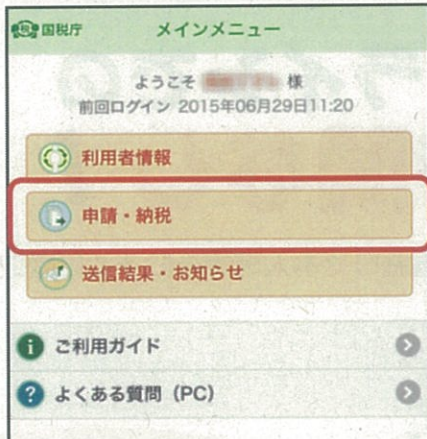 国税庁 メインメニュー
ようこそ 様
前回ログイン 2015年06月29日11:20
利用者情報
申請・納税
送信結果・お知らせ
ご利用ガイド
よくある質問（PC）